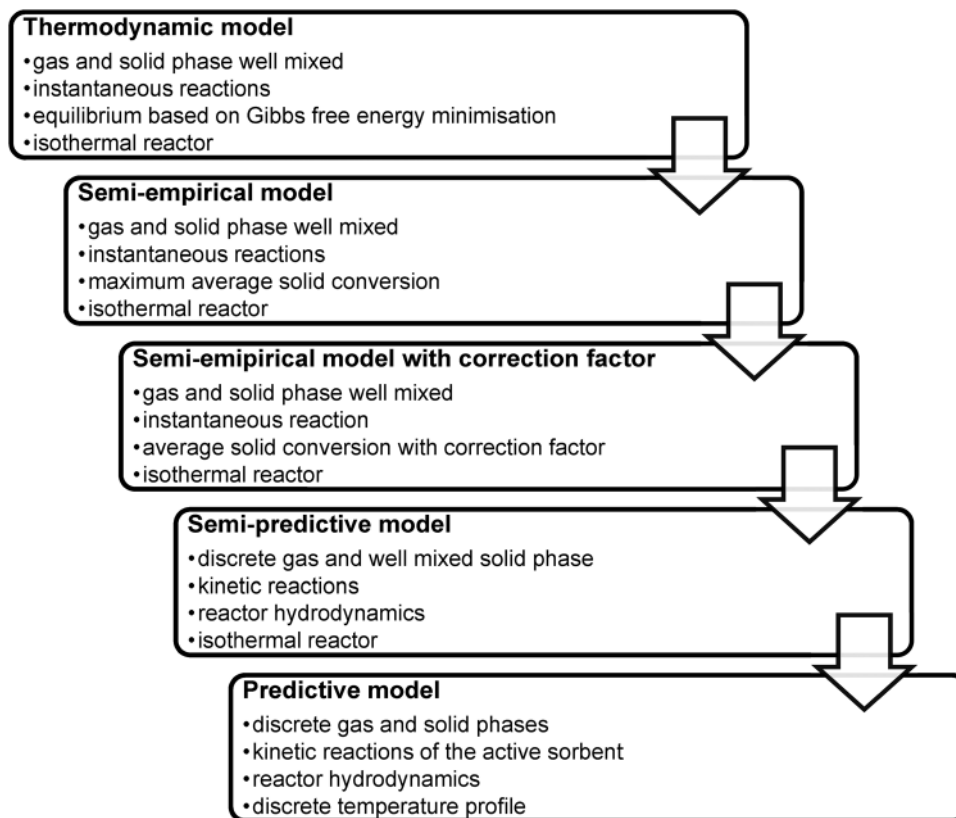 Thermodynamic model
•gas and solid phase well mixed
•instantaneous reactions
•equilibrium based on Gibbs free energy minimisation
•isothermal reactor
Semi-empirical model
•gas and solid phase well mixed
•instantaneous reactions
•maximum average solid conversion
•isothermal reactor
Semi-emipirical model with correction factor
•gas and solid phase well mixed
•instantaneous reaction
•average solid conversion with correction factor
•isothermal reactor
Semi-predictive model
•discrete gas and well mixed solid phase
•kinetic reactions
•reactor hydrodynamics
•isothermal reactor
Predictive model
•discrete gas and solid phases
•kinetic reactions of the active sorbent
•reactor hydrodynamics
•discrete temperature profile